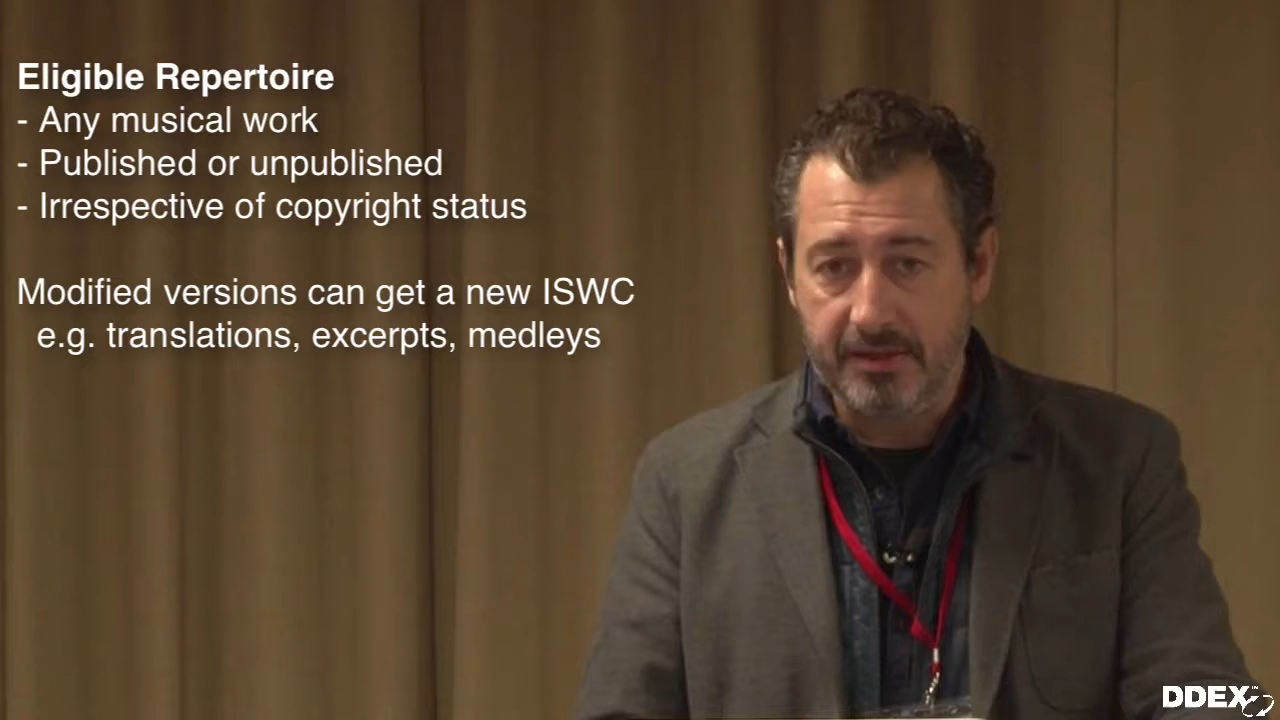 Eligible Repertoire
- Any musical work
- Published or unpublished
- Irrespective of copyright status
Modified versions can get a new ISWC
e.g. translations, excerpts, medleys
DDEX